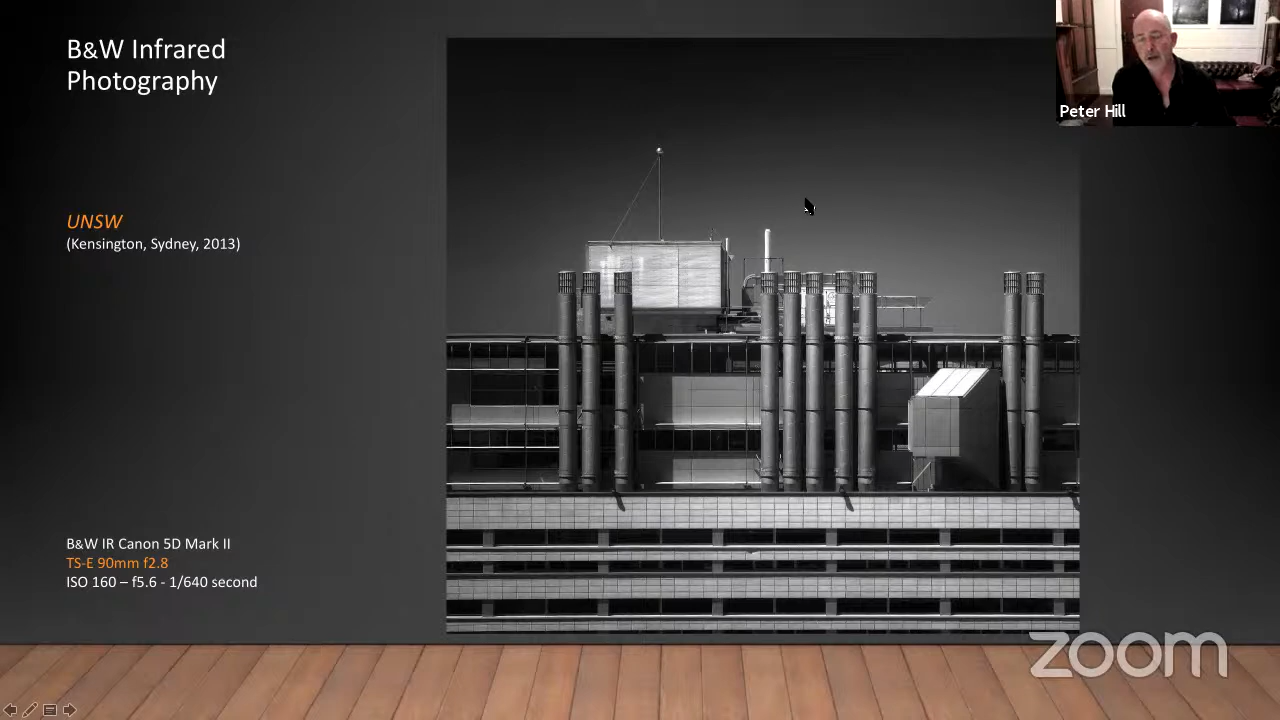 B&W Infrared
Photography
UNSW
(Kensington, Sydney, 2013)
B&W IR Canon 5D Mark II
TS-E 90mm f2.8
ISO 160 – f5.6 - 1/640 second
Peter Hill
zoom